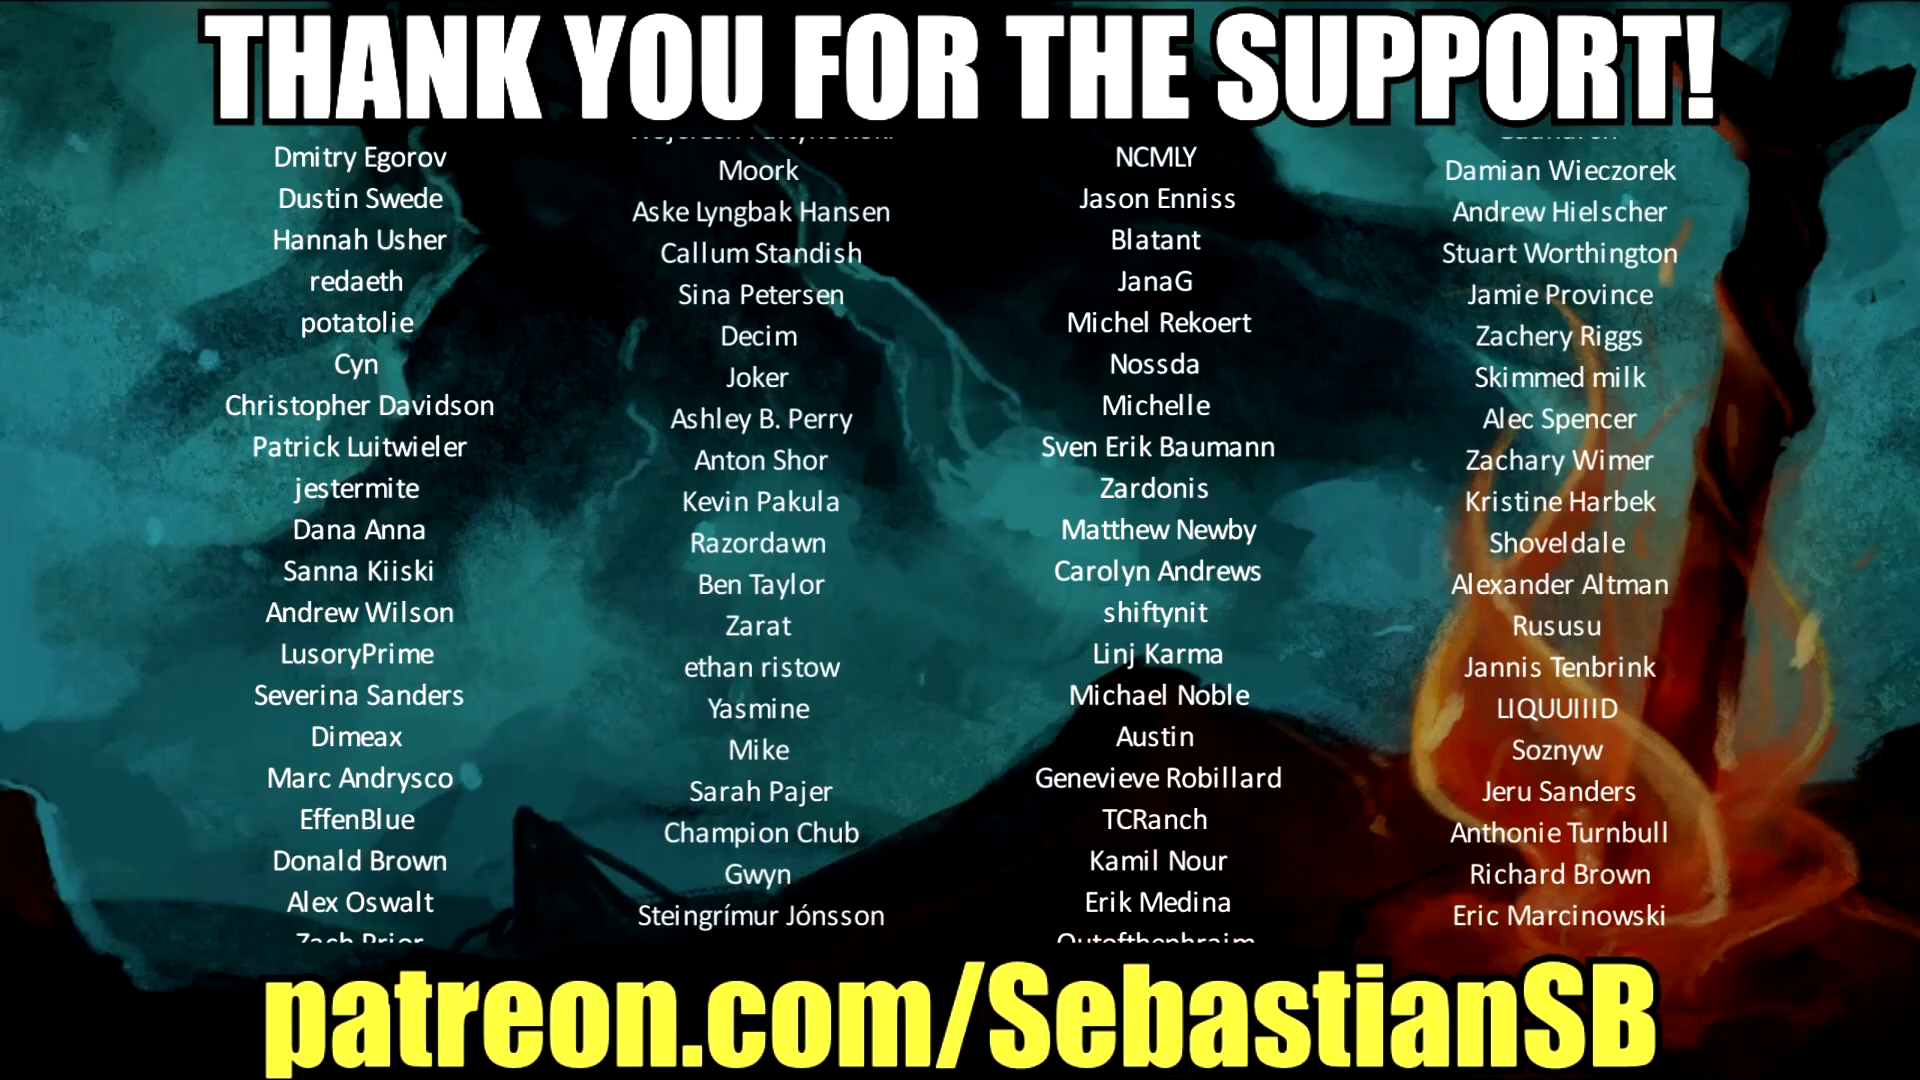 THANK YOU FOR THE SUPPORT!
Dmitry Egorov
Dustin Swede
Hannah Usher
redaeth
potatolie
Cyn
Christopher Davidson
Patrick Luitwieler
jestermite
Dana Anna
Sanna Kiiski
Andrew Wilson
LusoryPrime
Severina Sanders
Dimeax
Marc Andrysco
EffenBlue
Donald Brown
Alex Oswalt
Zach Prior
Moork
Aske Lyngbak Hansen
Callum Standish
Sina Petersen
Decim
Joker
Ashley B. Perry
Anton Shor
Kevin Pakula
Razordawn
Ben Taylor
Zarat
ethan ristow
Yasmine
Mike
Sarah Pajer
Champion Chub
Gwyn
Steingrímur Jónsson
NCMLY
Jason Enniss
Blatant
JanaG
Michel Rekoert
Nossda
Michelle
Sven Erik Baumann
Zardonis
Matthew Newby
Carolyn Andrews
shiftynit
Linj Karma
Michael Noble
Austin
Genevieve Robillard
TCRanch
Kamil Nour
Erik Medina
Outofthephraim
Damian Wieczorek
Andrew Hielscher
Stuart Worthington
Jamie Province
Zachery Riggs
Skimmed milk
Alec Spencer
Zachary Wimer
Kristine Harbek
Shoveldale
Alexander Altman
Rususu
Jannis Tenbrink
LIQUUIIID
Soznyw
Jeru Sanders
Anthonie Turnbull
Richard Brown
Eric Marcinowski
patreon.com/SebastianSB